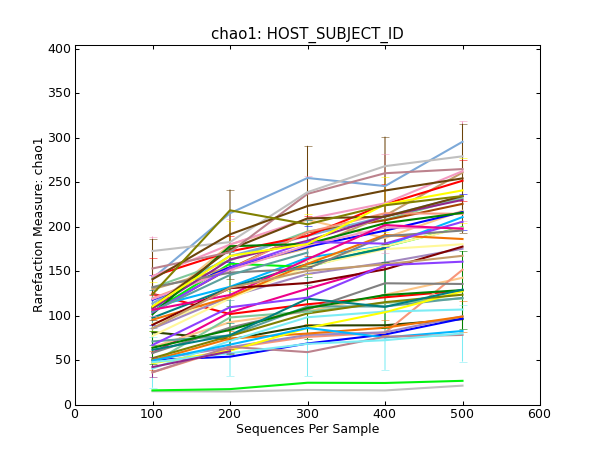 chao1: HOST_SUBJECT_ID
Rarefaction Measure: chao1
400
350
300
250
200
150
100
50
0
0 100 200 300 400 500 600
Sequences Per Sample